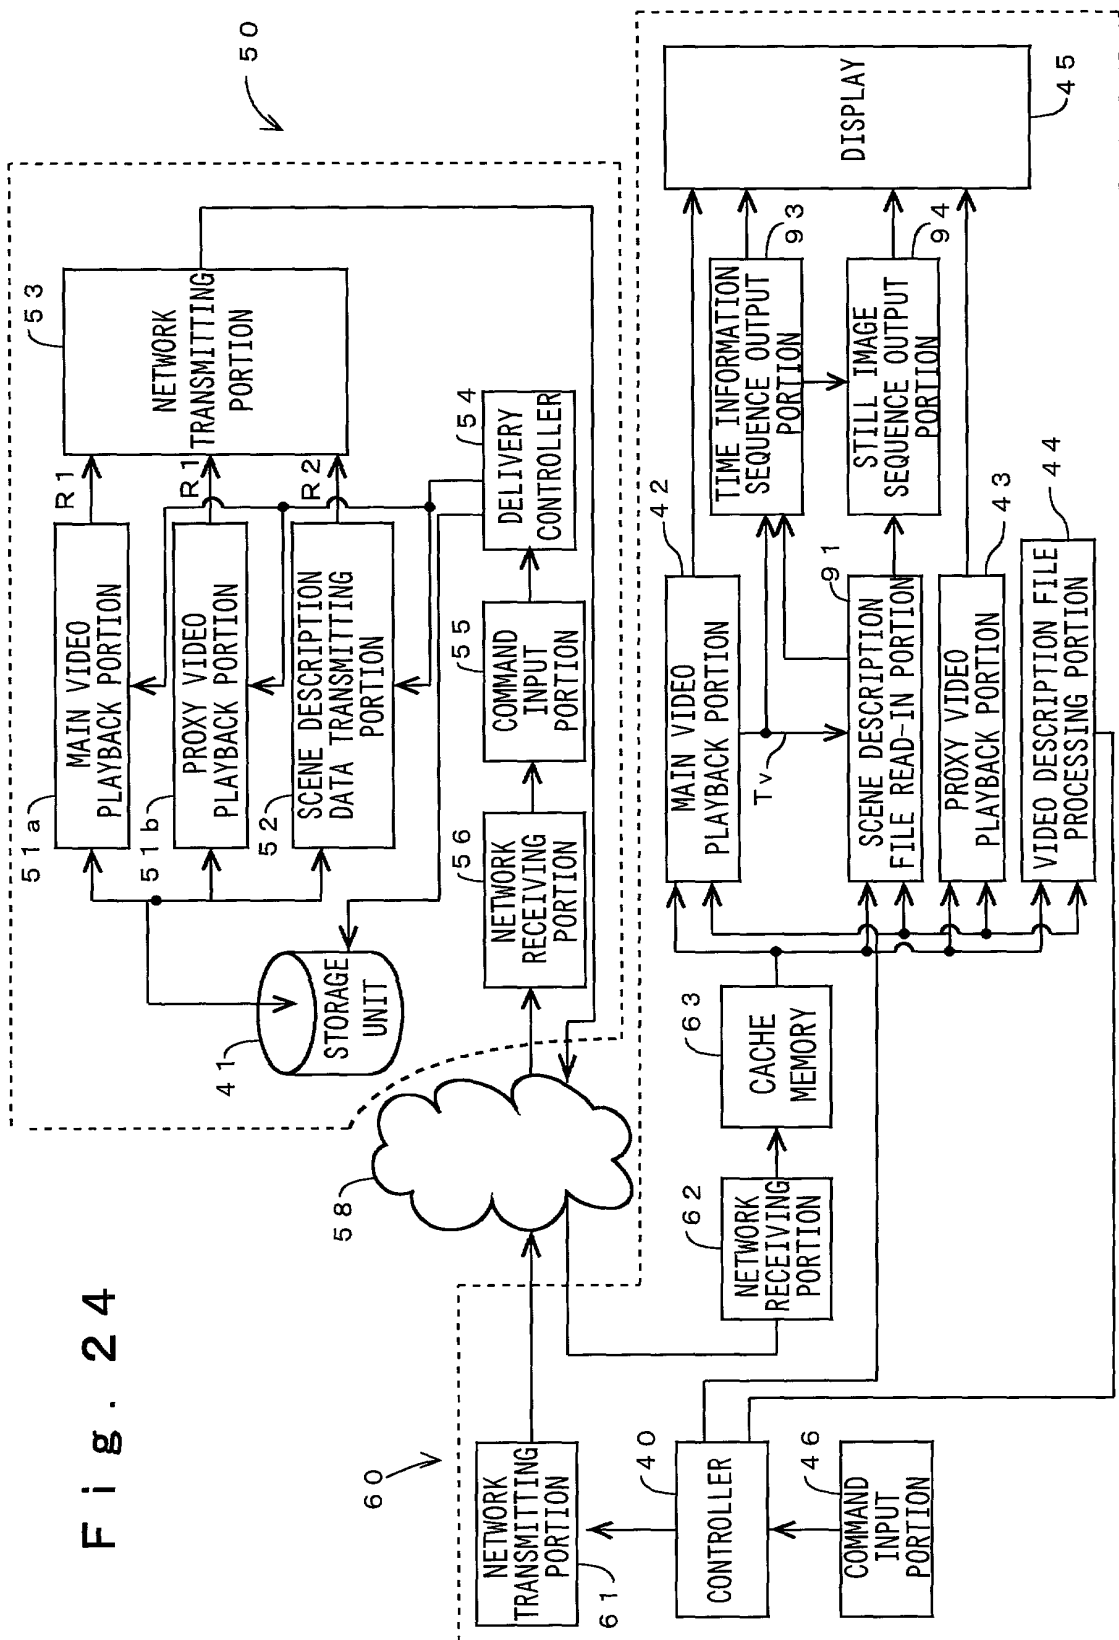 Fig. 24
50
53
NETWORK
TRANSMITTING
PORTION
R1
R1
R2
51a
MAIN VIDEO
PLAYBACK PORTION
51b
PROXY VIDEO
PLAYBACK PORTION
52
SCENE DESCRIPTION
DATA TRANSMITTING
PORTION
41
STORAGE
UNIT
54
DELIVERY
CONTROLLER
55
COMMAND
INPUT
PORTION
56
NETWORK
RECEIVING
PORTION
58
60
NETWORK
TRANSMITTING
PORTION
61
40
CONTROLLER
46
COMMAND
INPUT
PORTION
62
NETWORK
RECEIVING
PORTION
63
CACHE
MEMORY
42
MAIN VIDEO
PLAYBACK PORTION
Tv
91
SCENE DESCRIPTION
FILE READ-IN PORTION
PROXY VIDEO
PLAYBACK PORTION
43
VIDEO DESCRIPTION FILE
PROCESSING PORTION
44
TIME INFORMATION
SEQUENCE OUTPUT
PORTION
93
STILL IMAGE
SEQUENCE OUTPUT
PORTION
94
DISPLAY
45